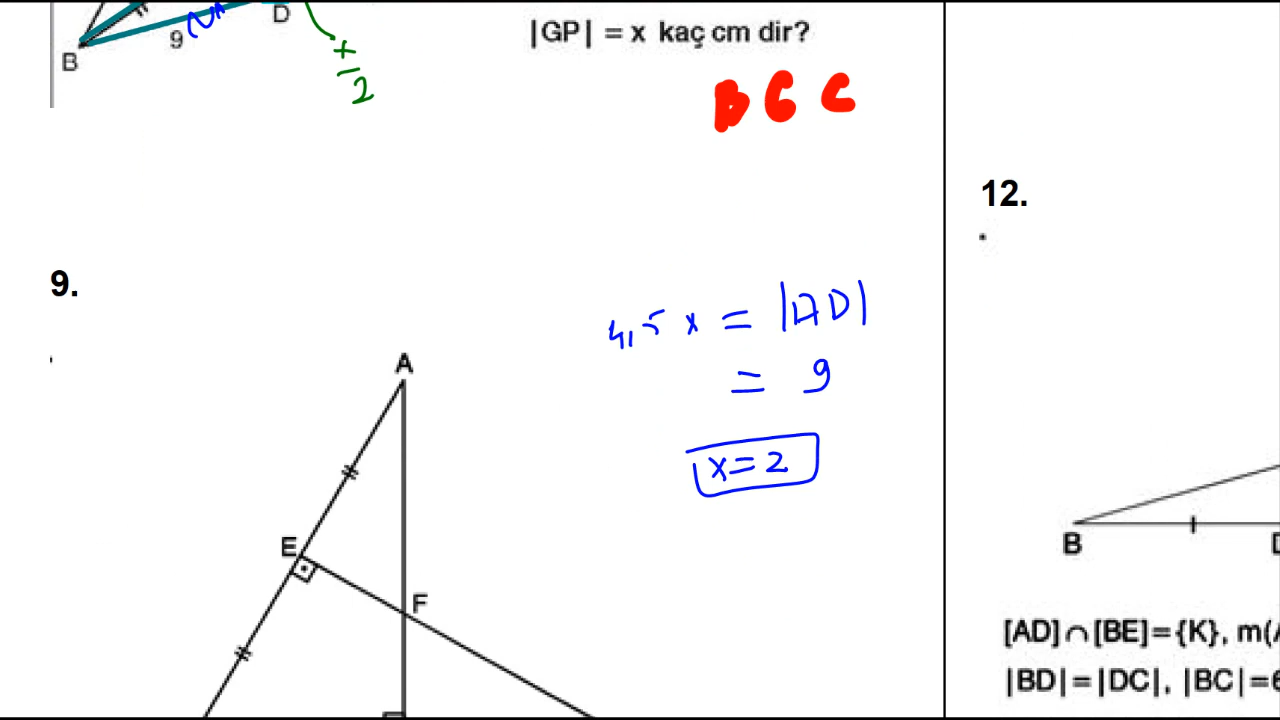 B
9
D
x/2
|GP| = x kaç cm dir?
B C C
9.
4,5 x = |AD|
= 9
x = 2
A
E
F
12.
B
D
[AD]∩[BE]={K}, m(A
|BD|=|DC|, |BC|=6